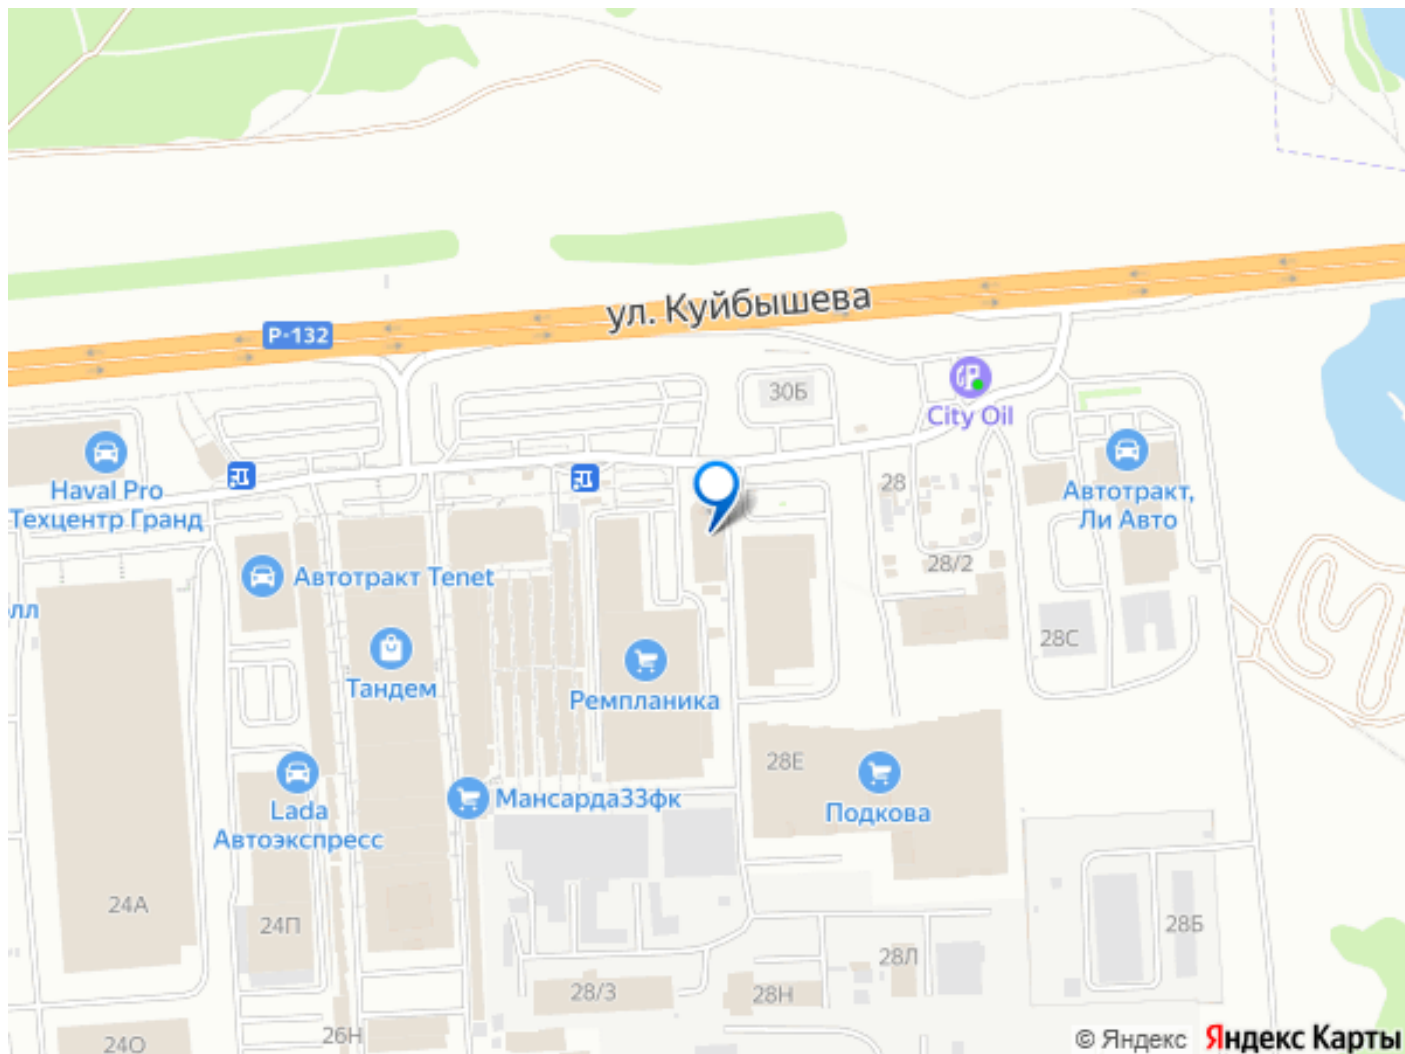 ул. Куйбышева
Р-132
30Б
City Oil
Haval Pro
Техцентр Гранд
28
Автотракт,
Ли Авто
Автотракт Tenet
28/2
лл
28С
Тандем
Ремпланика
28Е
Мансарда33фк
Подкова
Lada
Автоэкспресс
24А
24П
28Б
28Л
28/3
28Н
26Н
24О
© Яндекс Яндекс Карты